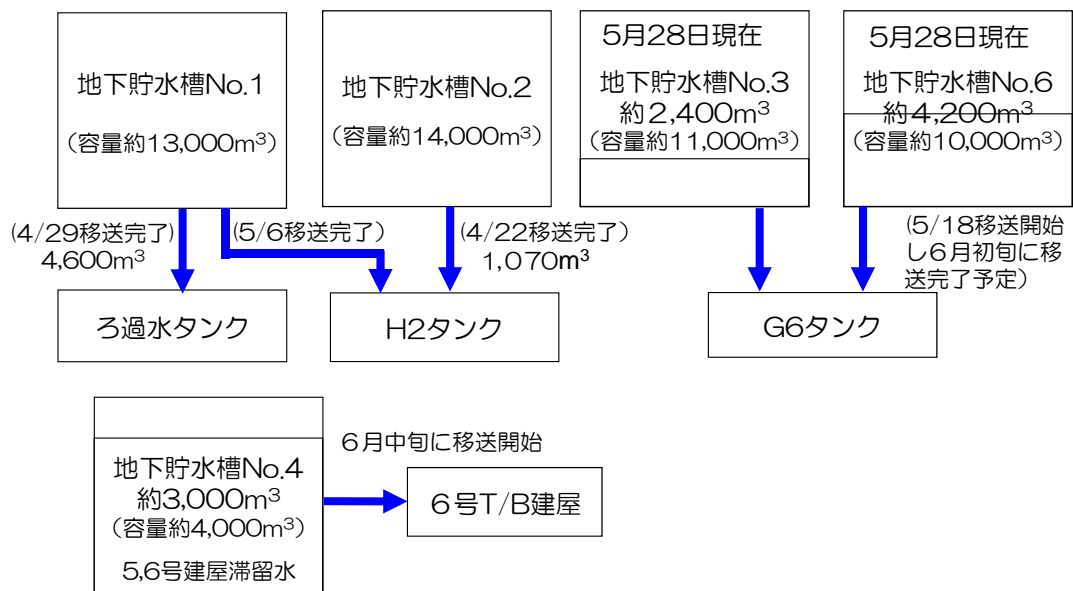 地下貯水槽No.1
(容量約13,000m³)
地下貯水槽No.2
(容量約14,000m³)
5月28日現在
地下貯水槽No.3
約2,400m³
(容量約11,000m³)
5月28日現在
地下貯水槽No.6
約4,200m³
(容量約10,000m³)
(4/29移送完了)
4,600m³
(5/6移送完了)
(4/22移送完了)
1,070m³
(5/18移送開始
し6月初旬に移
送完了予定)
ろ過水タンク
H2タンク
G6タンク
地下貯水槽No.4
約3,000m³
(容量約4,000m³)
5,6号建屋滞留水
6月中旬に移送開始
6号T/B建屋